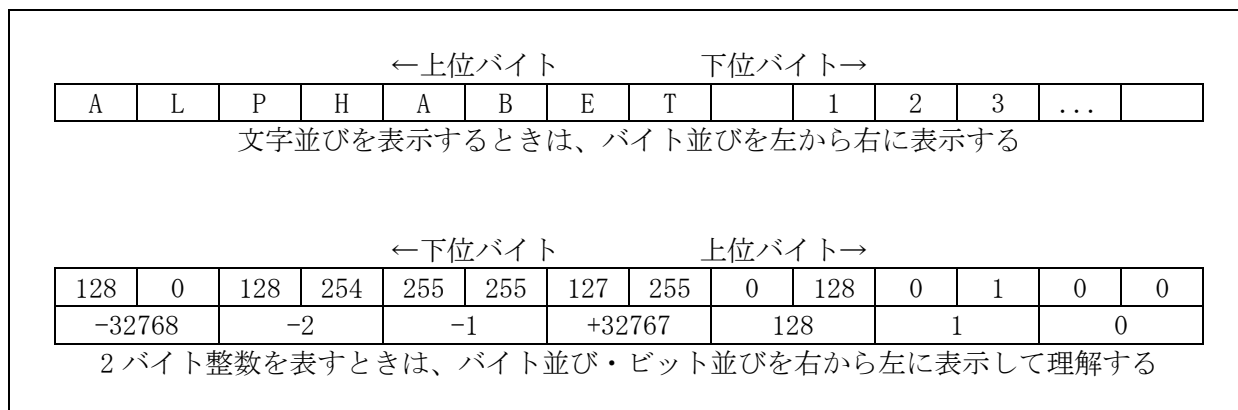 ←上位バイト 下位バイト→
A L P H A B E T 1 2 3 ...
文字並びを表示するときは、バイト並びを左から右に表示する
←下位バイト 上位バイト→
128 0 128 254 255 255 127 255 0 128 0 1 0 0
-32768 -2 -1 +32767 128 1 0
2バイト整数を表すときは、バイト並び・ビット並びを右から左に表示して理解する